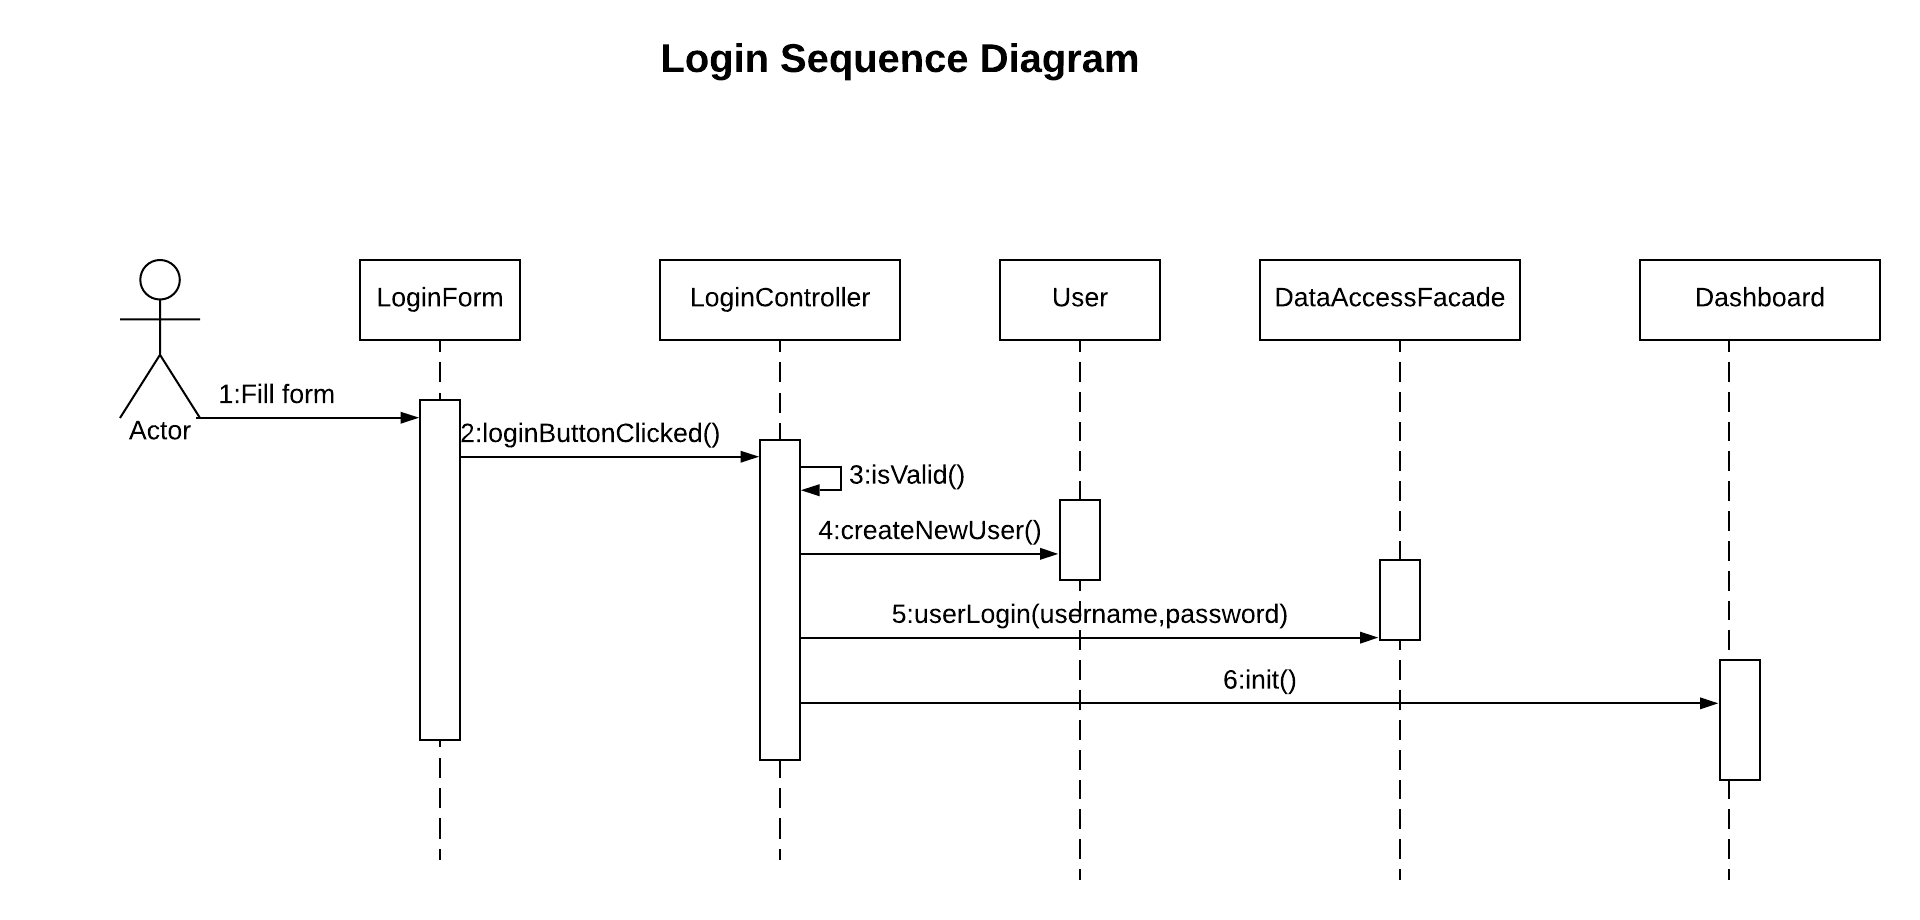 Login Sequence Diagram
LoginForm
LoginController
User
DataAccessFacade
Dashboard
1:Fill form
Actor
2:loginButtonClicked()
3:isValid()
4:createNewUser()
5:userLogin(username,password)
6:init()